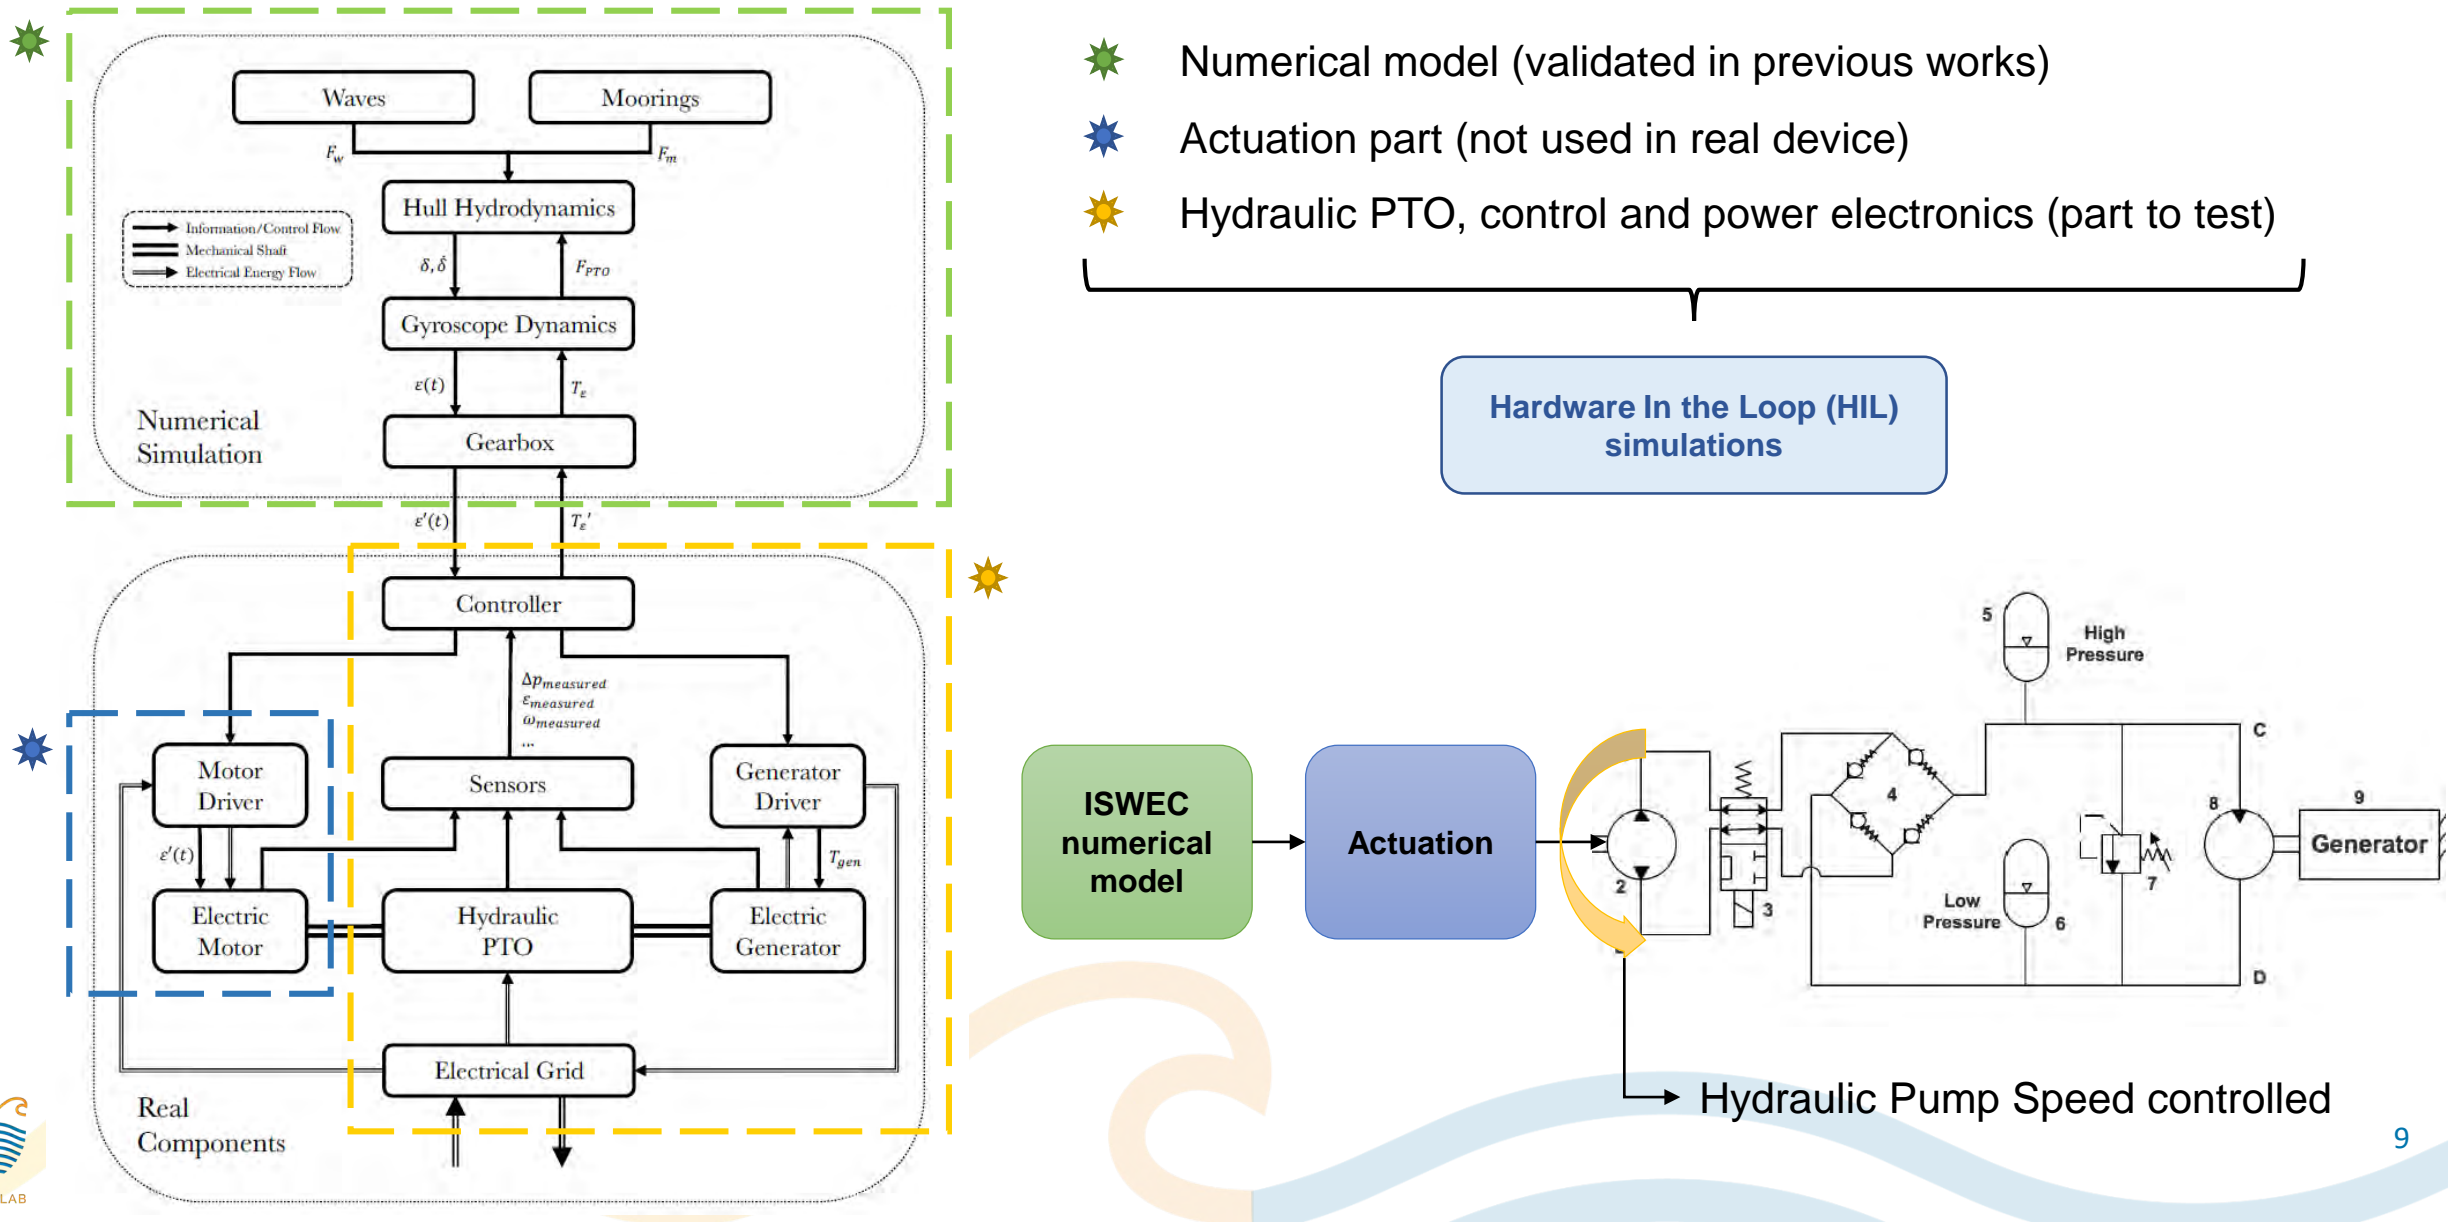 Waves
Moorings
F_w
F_m
Hull Hydrodynamics
Information/Control Flow
Mechanical Shaft
Electrical Energy Flow
δ, δ̇
F_PTO
Gyroscope Dynamics
ε(t)
T_ε
Gearbox
Numerical
Simulation
ε′(t)
T_ε′
Controller
Δp_measured
ε_measured
ω_measured
...
Motor
Driver
Sensors
Generator
Driver
ε′(t)
T_gen
Electric
Motor
Hydraulic
PTO
Electric
Generator
Electrical Grid
Real
Components
LAB
Numerical model (validated in previous works)
Actuation part (not used in real device)
Hydraulic PTO, control and power electronics (part to test)
Hardware In the Loop (HIL)
simulations
ISWEC
numerical
model
Actuation
2
3
4
5
High
Pressure
Low
Pressure
6
7
8
9
Generator
C
D
Hydraulic Pump Speed controlled
9